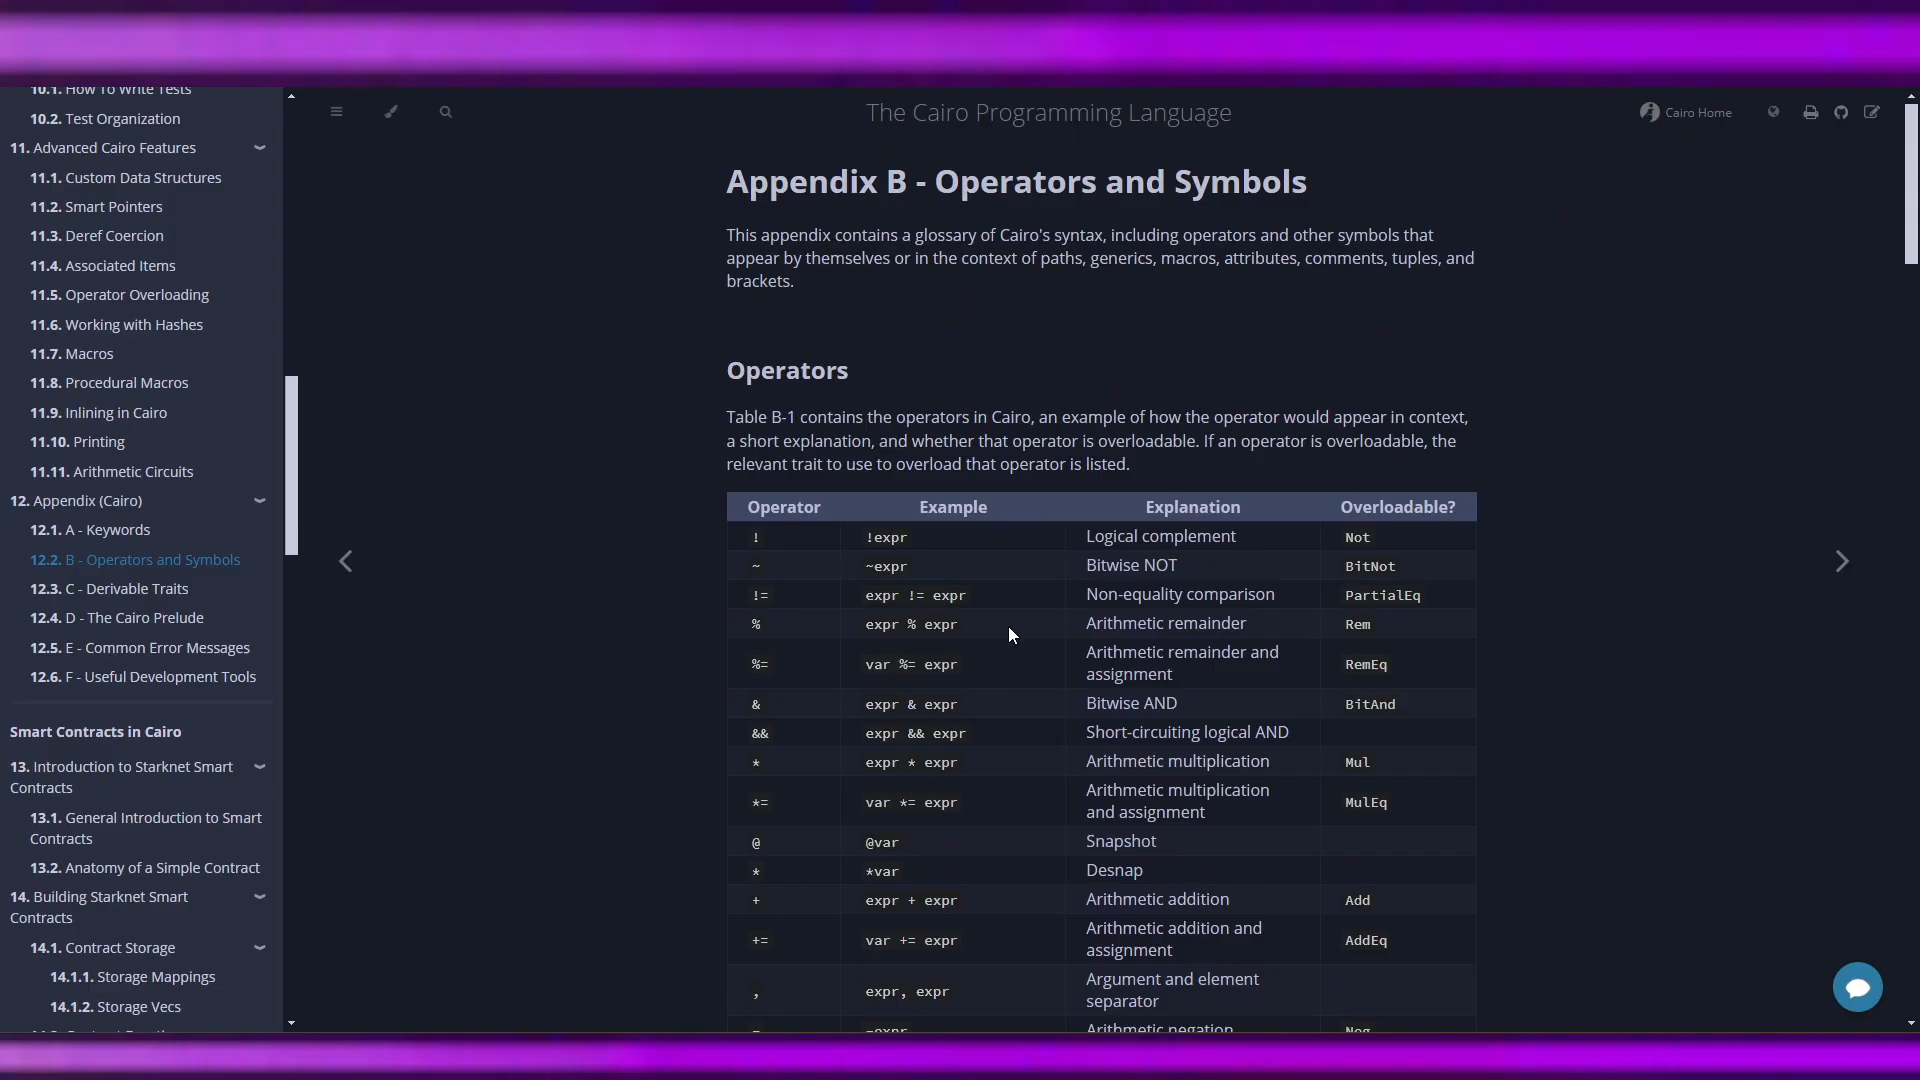 10.1. How To Write Tests
10.2. Test Organization
11. Advanced Cairo Features
11.1. Custom Data Structures
11.2. Smart Pointers
11.3. Deref Coercion
11.4. Associated Items
11.5. Operator Overloading
11.6. Working with Hashes
11.7. Macros
11.8. Procedural Macros
11.9. Inlining in Cairo
11.10. Printing
11.11. Arithmetic Circuits
12. Appendix (Cairo)
12.1. A - Keywords
12.2. B - Operators and Symbols
12.3. C - Derivable Traits
12.4. D - The Cairo Prelude
12.5. E - Common Error Messages
12.6. F - Useful Development Tools
Smart Contracts in Cairo
13. Introduction to Starknet Smart
Contracts
13.1. General Introduction to Smart
Contracts
13.2. Anatomy of a Simple Contract
14. Building Starknet Smart
Contracts
14.1. Contract Storage
14.1.1. Storage Mappings
14.1.2. Storage Vecs
The Cairo Programming Language
Cairo Home
Appendix B - Operators and Symbols
This appendix contains a glossary of Cairo's syntax, including operators and other symbols that
appear by themselves or in the context of paths, generics, macros, attributes, comments, tuples, and
brackets.
Operators
Table B-1 contains the operators in Cairo, an example of how the operator would appear in context,
a short explanation, and whether that operator is overloadable. If an operator is overloadable, the
relevant trait to use to overload that operator is listed.
Operator Example Explanation Overloadable?
! !expr Logical complement Not
~ ~expr Bitwise NOT BitNot
!= expr != expr Non-equality comparison PartialEq
% expr % expr Arithmetic remainder Rem
%= var %= expr Arithmetic remainder and
assignment RemEq
& expr & expr Bitwise AND BitAnd
&& expr && expr Short-circuiting logical AND
* expr * expr Arithmetic multiplication Mul
*= var *= expr Arithmetic multiplication
and assignment MulEq
@ @var Snapshot
* *var Desnap
+ expr + expr Arithmetic addition Add
+= var += expr Arithmetic addition and
assignment AddEq
, expr, expr Argument and element
separator
- -expr Arithmetic negation Neg